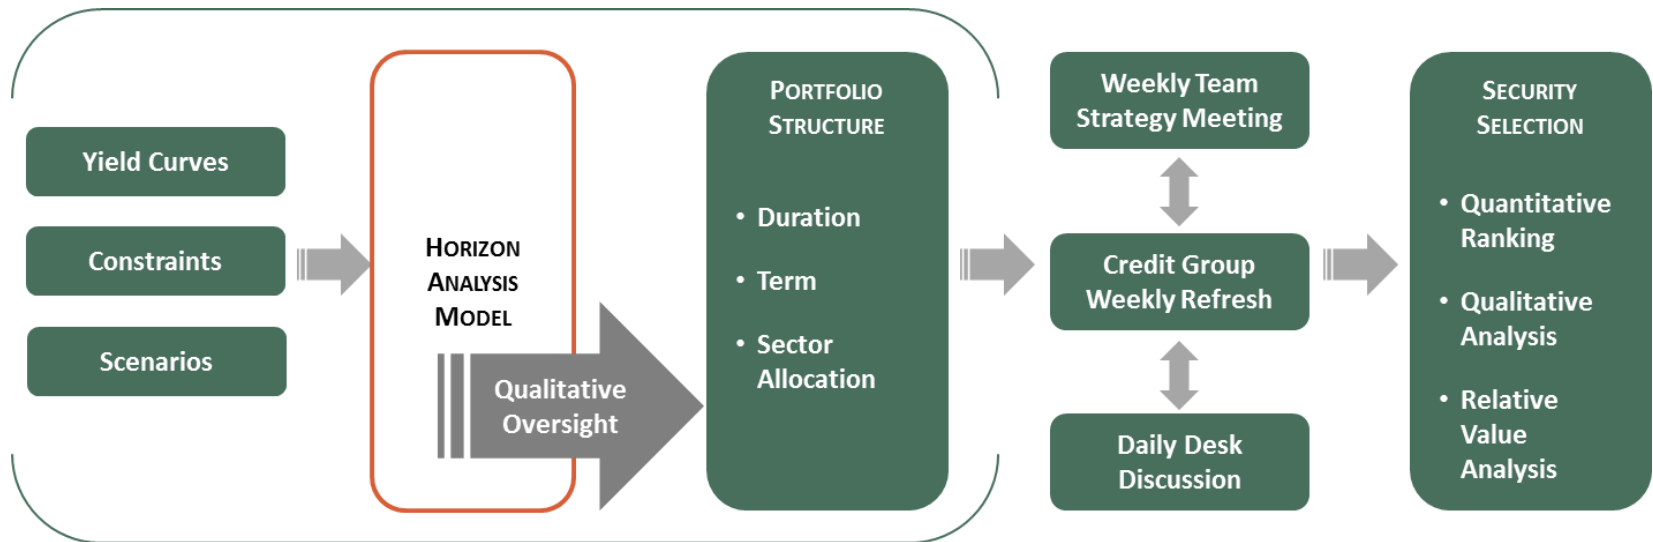 Yield Curves
Constraints
Scenarios
HORIZON
ANALYSIS
MODEL
Qualitative
Oversight
PORTFOLIO
STRUCTURE
• Duration
• Term
• Sector
Allocation
Weekly Team
Strategy Meeting
Credit Group
Weekly Refresh
Daily Desk
Discussion
SECURITY
SELECTION
• Quantitative
Ranking
• Qualitative
Analysis
• Relative
Value
Analysis